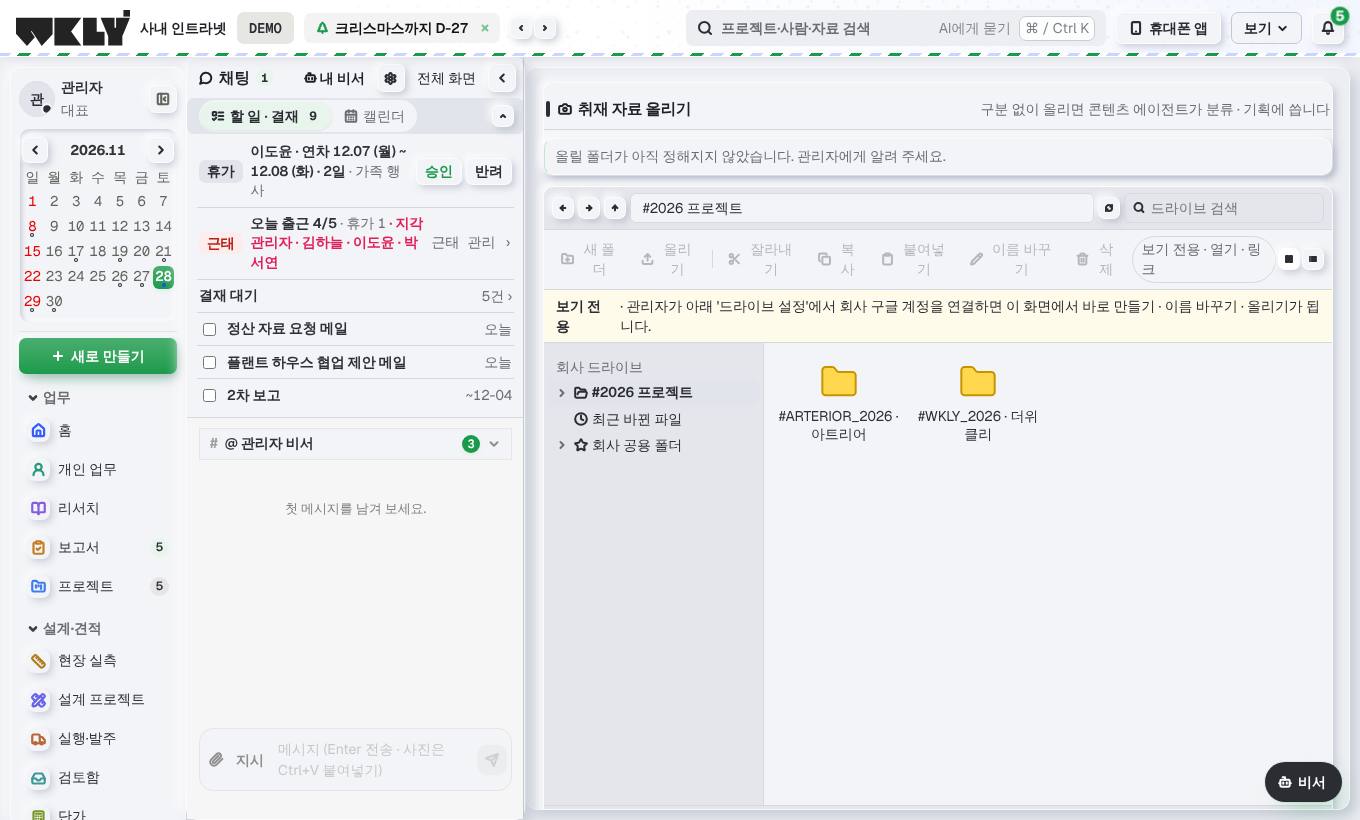 WKLY 사내 인트라넷 DEMO 크리스마스까지 D-27 × 프로젝트·사람·자료 검색 AI에게 묻기 ⌘ / Ctrl K 휴대폰 앱 보기 5
관 관리자
대표
2026.11
일 월 화 수 목 금 토
1 2 3 4 5 6 7
8 9 10 11 12 13 14
15 16 17 18 19 20 21
22 23 24 25 26 27 28
29 30
+ 새로 만들기
업무
홈
개인 업무
리서치
보고서 5
프로젝트 5
설계·견적
현장 실측
설계 프로젝트
실행·발주
검토함
단가
채팅 1 내 비서 전체 화면
할 일 · 결재 9 캘린더
휴가
이도윤 · 연차 12.07 (월) ~
12.08 (화) · 2일 · 가족 행
사
승인 반려
근태
오늘 출근 4/5 · 휴가 1 · 지각
관리자 · 김하늘 · 이도윤 · 박
서연
근태 관리 ›
결재 대기 5건 ›
정산 자료 요청 메일 오늘
플랜트 하우스 협업 제안 메일 오늘
2차 보고 ~12-04
# @ 관리자 비서 3
첫 메시지를 남겨 보세요.
지시
메시지 (Enter 전송 · 사진은
Ctrl+V 붙여넣기)
취재 자료 올리기 구분 없이 올리면 콘텐츠 에이전트가 분류 · 기획에 씁니다
올릴 폴더가 아직 정해지지 않았습니다. 관리자에게 알려 주세요.
#2026 프로젝트 드라이브 검색
새 폴
더
올리
기
잘라내
기
복
사
붙여넣
기
이름 바꾸
기
삭
제
보기 전용 · 열기 · 링
크
보기 전
용
· 관리자가 아래 '드라이브 설정'에서 회사 구글 계정을 연결하면 이 화면에서 바로 만들기 · 이름 바꾸기 · 올리기가 됩
니다.
회사 드라이브
#2026 프로젝트
최근 바뀐 파일
회사 공용 폴더
#ARTERIOR_2026 ·
아트리어
#WKLY_2026 · 더위
클리
비서